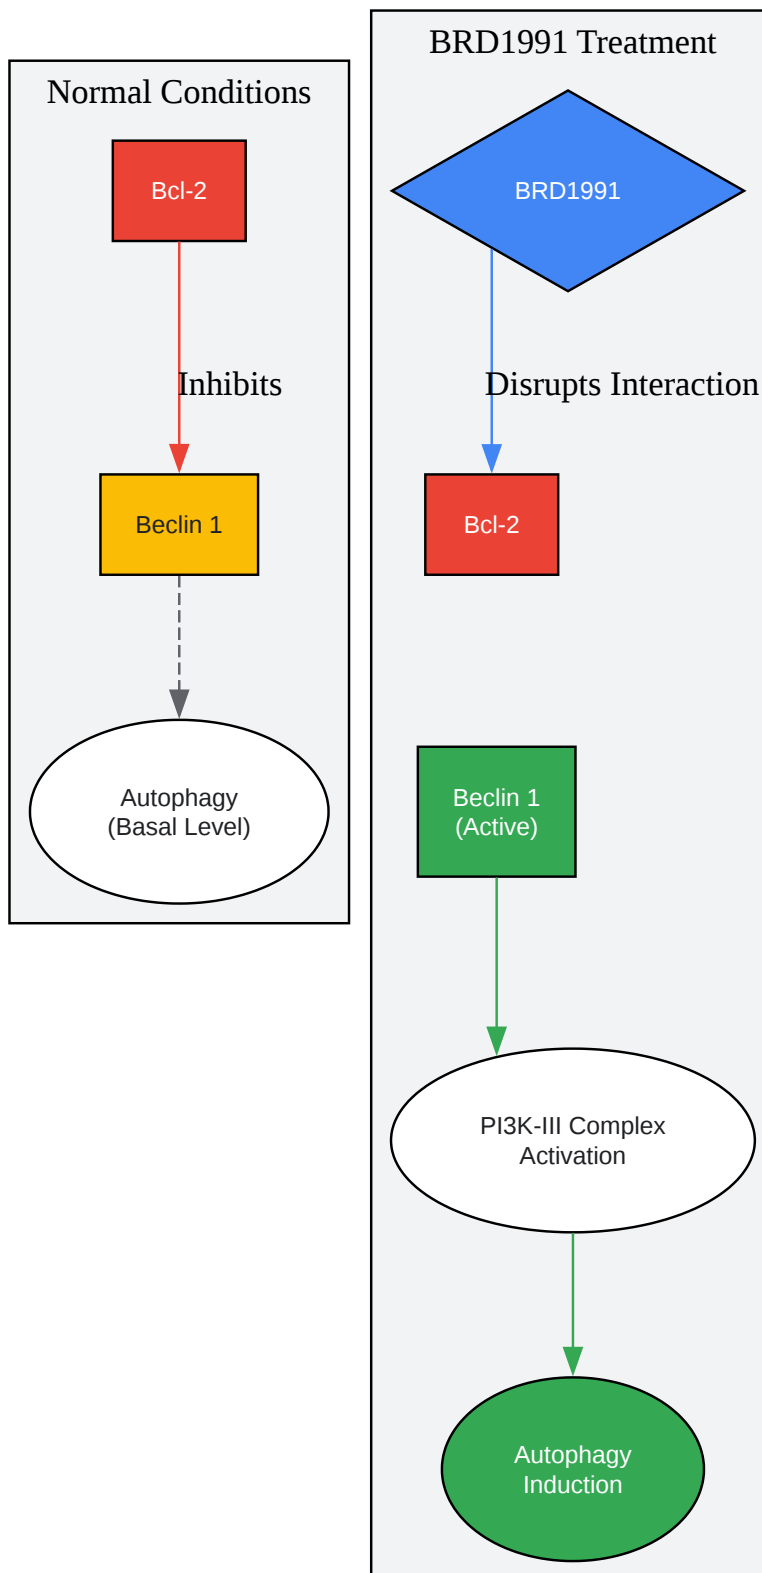 Normal Conditions
Bcl-2
Inhibits
Beclin 1
Autophagy
(Basal Level)
BRD1991 Treatment
BRD1991
Disrupts Interaction
Bcl-2
Beclin 1
(Active)
PI3K-III Complex
Activation
Autophagy
Induction